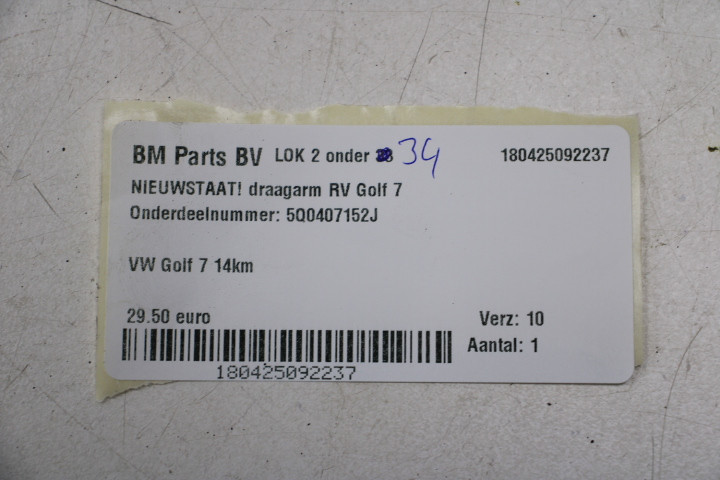 BM Parts BV LOK 2 onder 34 180425092237
NIEUWSTAAT! draagarm RV Golf 7
Onderdeelnummer: 5Q0407152J
VW Golf 7 14km
29.50 euro Verz: 10
Aantal: 1
180425092237